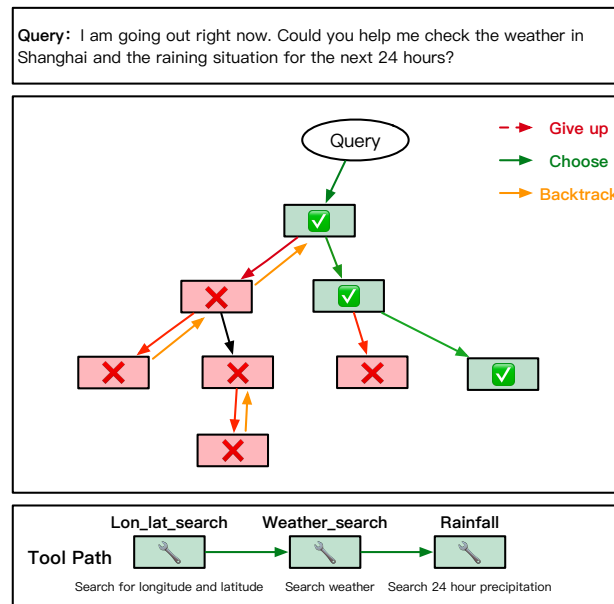 Query: I am going out right now. Could you help me check the weather in
Shanghai and the raining situation for the next 24 hours?
Query
Give up
Choose
Backtrack
Lon_lat_search Weather_search Rainfall
Tool Path
Search for longitude and latitude Search weather Search 24 hour precipitation